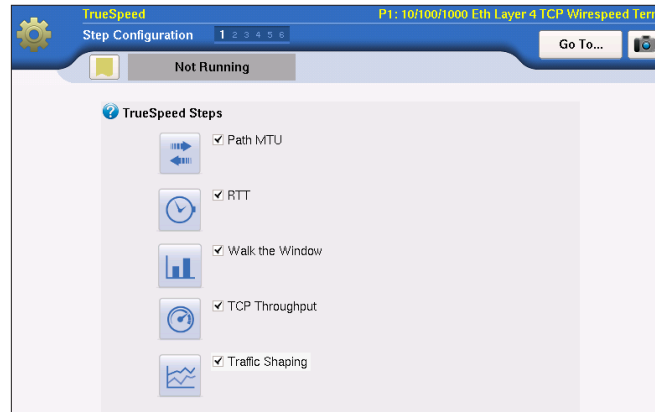 TrueSpeed
P1: 10/100/1000 Eth Layer 4 TCP Wirespeed Term
Step Configuration 1 2 3 4 5 6
Go To...
Not Running
TrueSpeed Steps
Path MTU
RTT
Walk the Window
TCP Throughput
Traffic Shaping